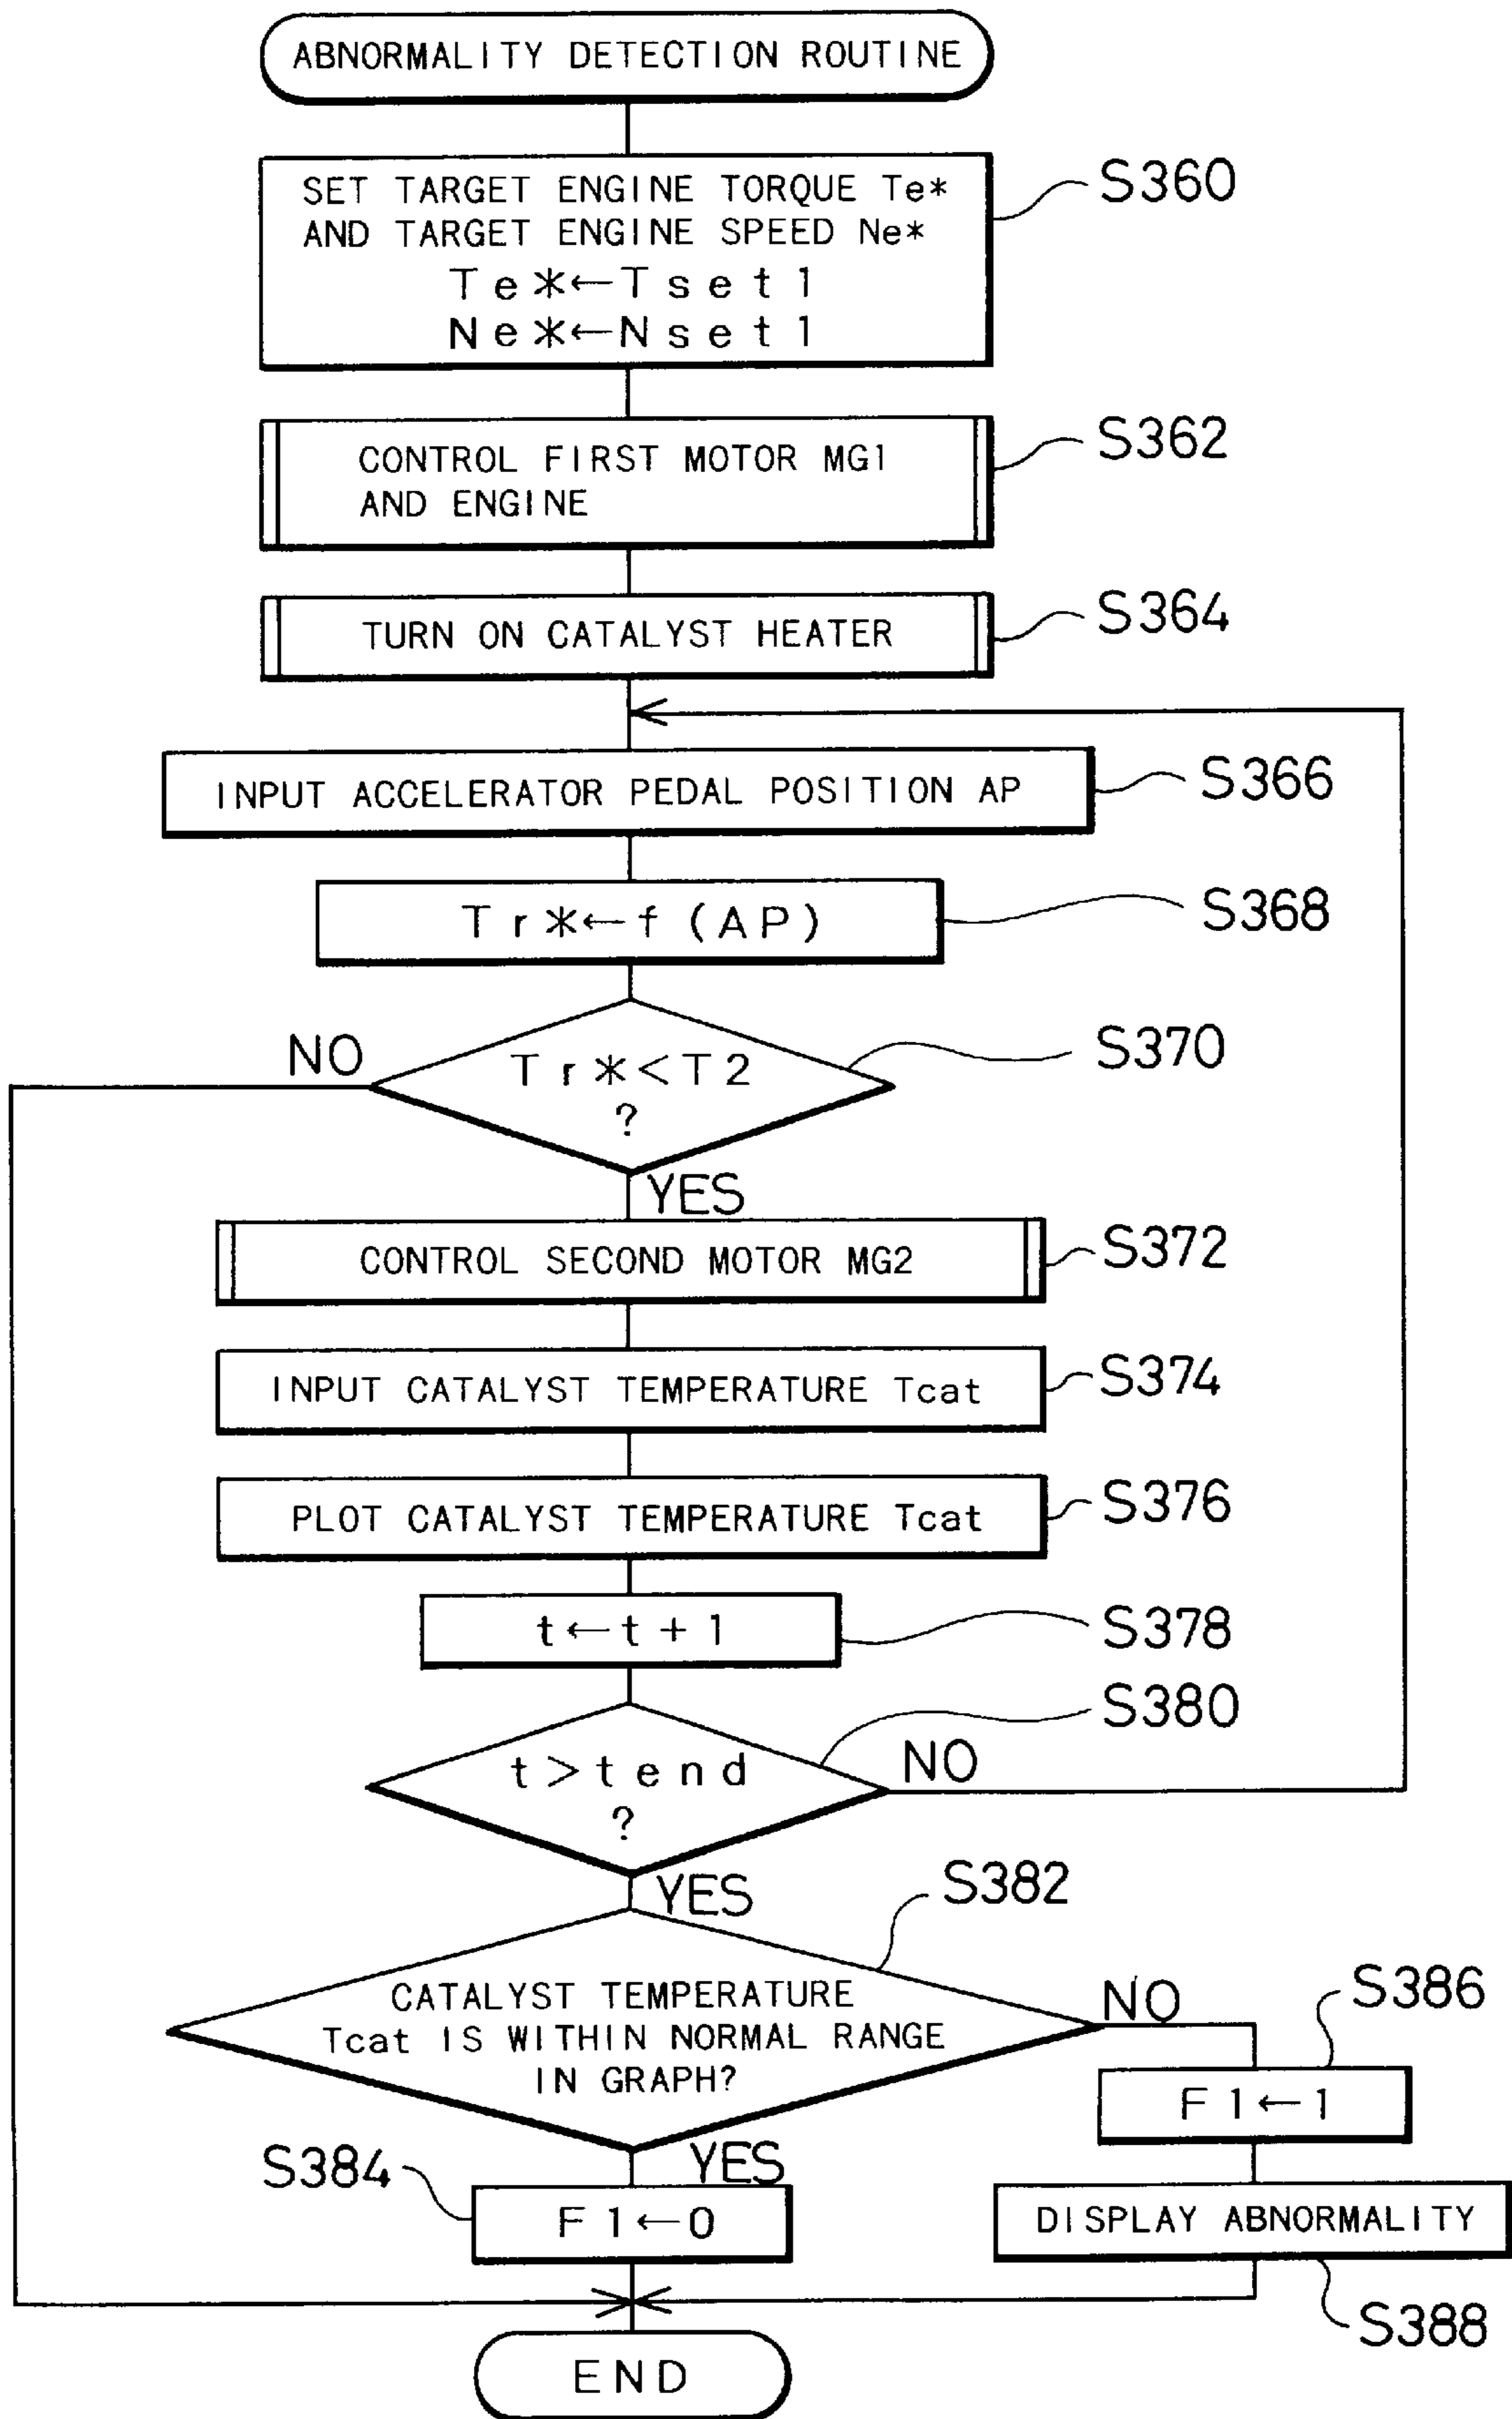 ABNORMALITY DETECTION ROUTINE
SET TARGET ENGINE TORQUE Te*
AND TARGET ENGINE SPEED Ne*
Te*←Tset1
Ne*←Nset1
S360
CONTROL FIRST MOTOR MG1
AND ENGINE
S362
TURN ON CATALYST HEATER
S364
INPUT ACCELERATOR PEDAL POSITION AP
S366
Tr*←f(AP)
S368
Tr*<T2
?
S370
NO
YES
CONTROL SECOND MOTOR MG2
S372
INPUT CATALYST TEMPERATURE Tcat
S374
PLOT CATALYST TEMPERATURE Tcat
S376
t←t+1
S378
t>tend
?
S380
NO
YES
S382
CATALYST TEMPERATURE
Tcat IS WITHIN NORMAL RANGE
IN GRAPH?
NO
S386
F1←1
YES
S384
F1←0
DISPLAY ABNORMALITY
S388
END